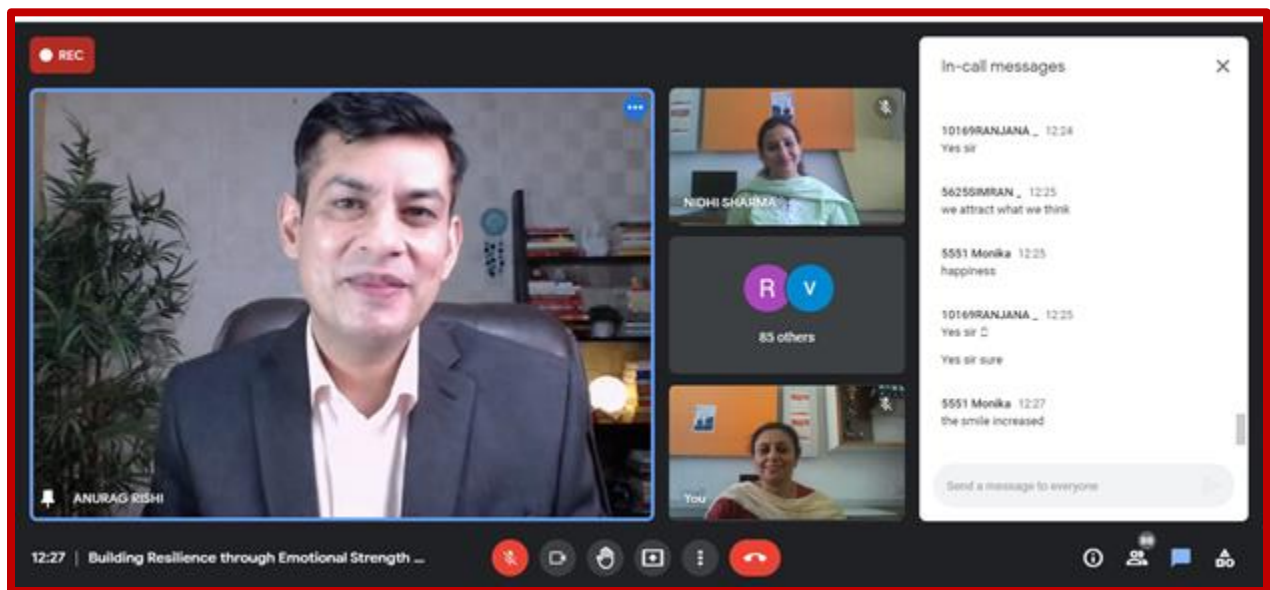 REC
ANURAG RISHI
NIDHI SHARMA
R V
85 others
You
In-call messages
10169RANJANA _ 12:24
Yes sir
5625SIMRAN _ 12:25
we attract what we think
5551 Monika 12:25
happiness
10169RANJANA _ 12:25
Yes sir
Yes sir sure
5551 Monika 12:27
the smile increased
Send a message to everyone
12:27 | Building Resilience through Emotional Strength ...